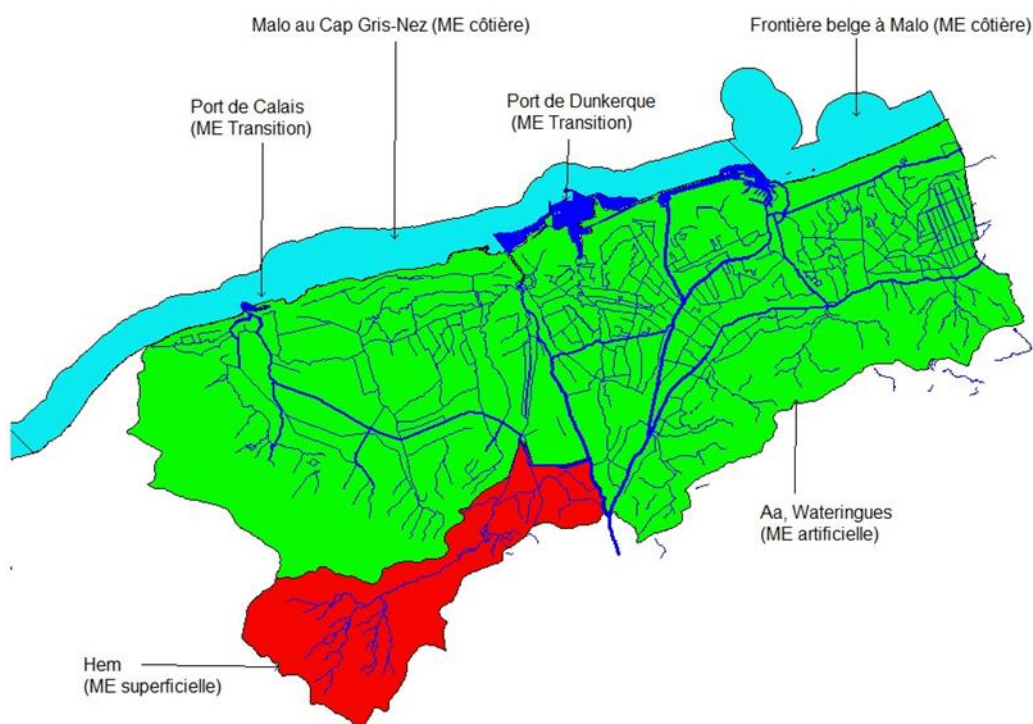 Malo au Cap Gris-Nez (ME côtière)
Frontière belge à Malo (ME côtière)
Port de Calais
(ME Transition)
Port de Dunkerque
(ME Transition)
Aa, Wateringues
(ME artificielle)
Hem
(ME superficielle)